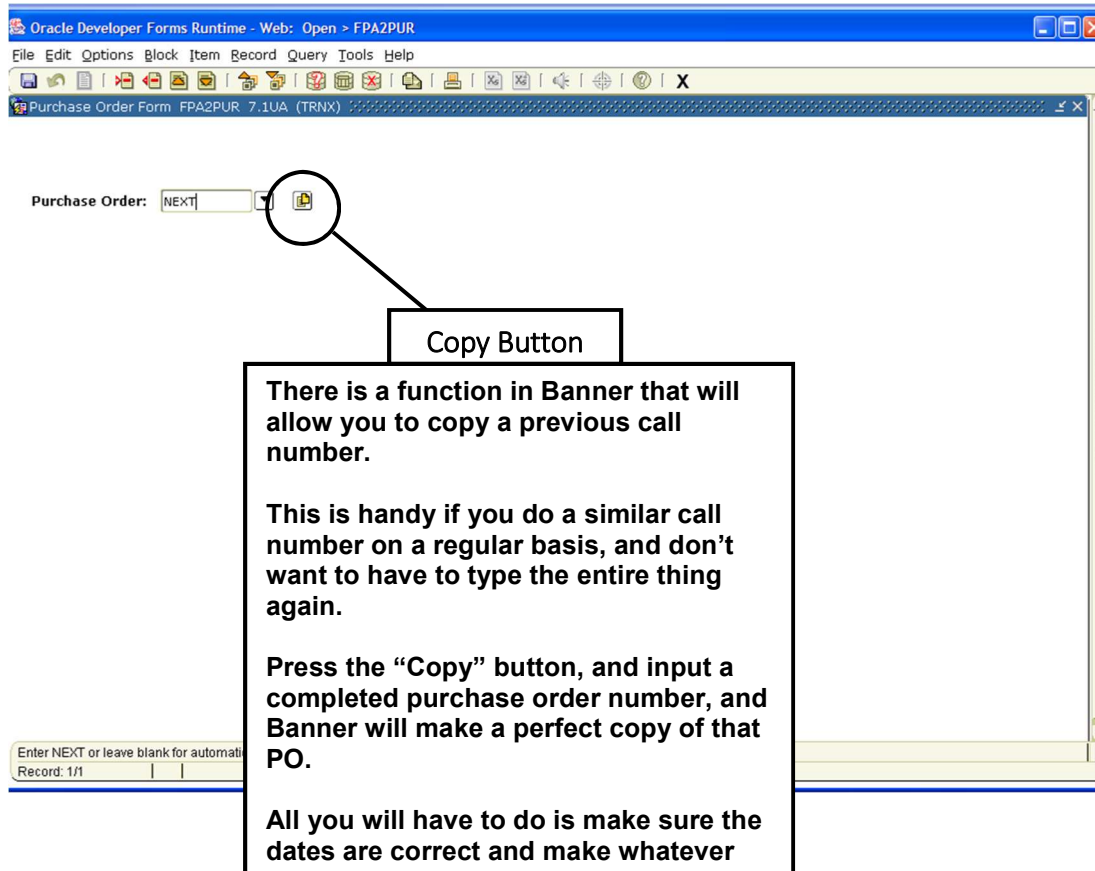 Oracle Developer Forms Runtime - Web: Open > FPA2PUR
File Edit Options Block Item Record Query Tools Help
Purchase Order Form FPA2PUR 7.1UA (TRNX)
Purchase Order: NEXT
Copy Button
There is a function in Banner that will
allow you to copy a previous call
number.
This is handy if you do a similar call
number on a regular basis, and don’t
want to have to type the entire thing
again.
Press the “Copy” button, and input a
completed purchase order number, and
Banner will make a perfect copy of that
PO.
All you will have to do is make sure the
dates are correct and make whatever
Enter NEXT or leave blank for automati
Record: 1/1